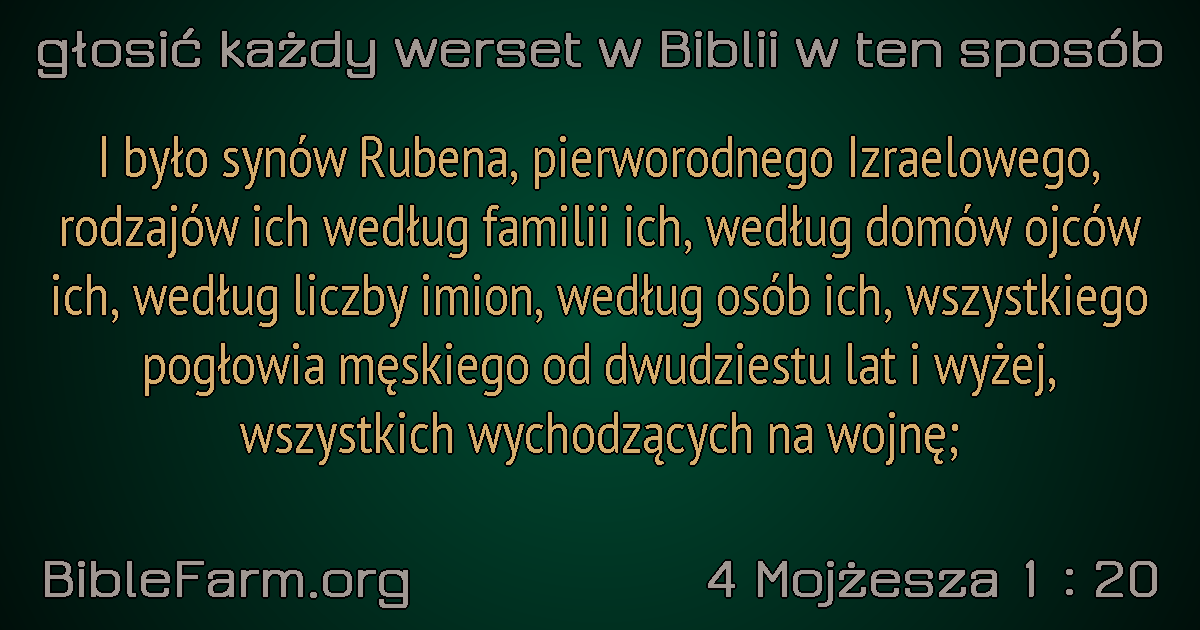 głosić każdy werset w Biblii w ten sposób
I było synów Rubena, pierworodnego Izraelowego,
rodzajów ich według familii ich, według domów ojców
ich, według liczby imion, według osób ich, wszystkiego
pogłowia męskiego od dwudziestu lat i wyżej,
wszystkich wychodzących na wojnę;
BibleFarm.org
4 Mojżesza 1 : 20